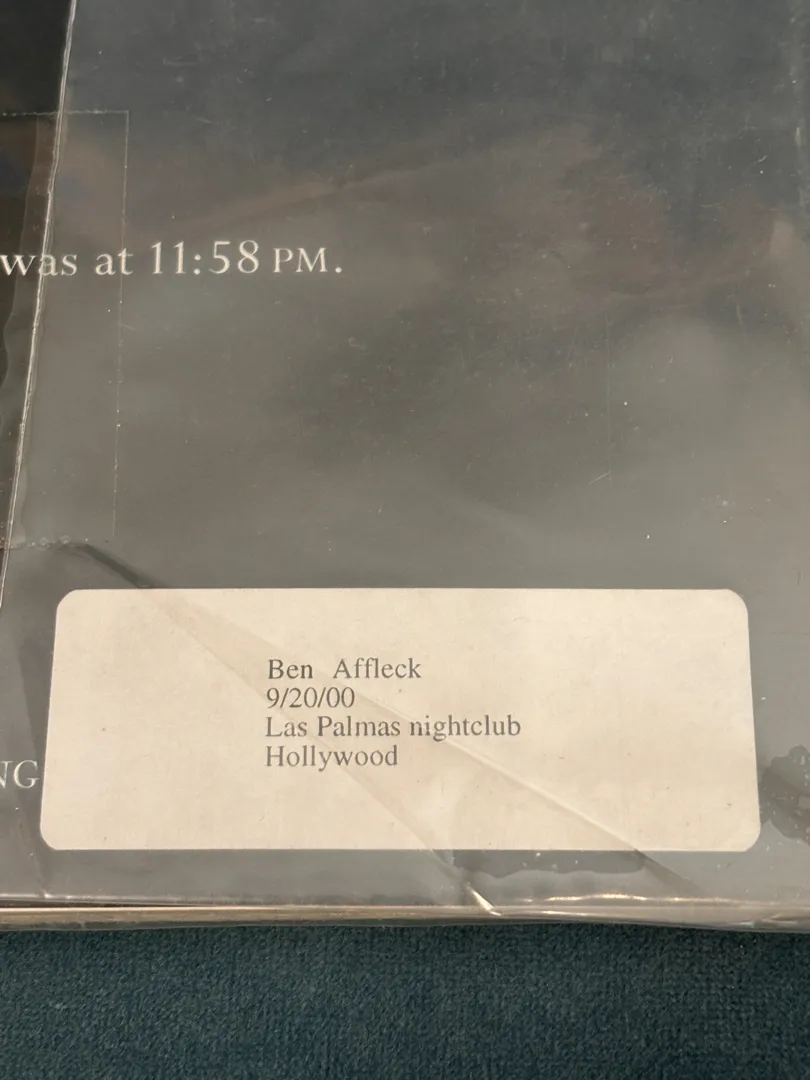 was at 11:58 PM.
Ben Affleck
9/20/00
Las Palmas nightclub
Hollywood
NG